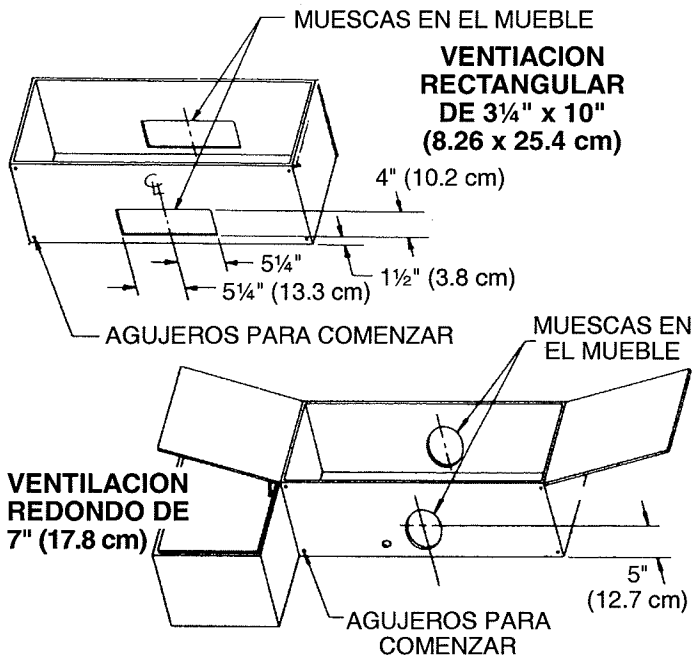 MUESCAS EN EL MUEBLE
VENTIACION
RECTANGULAR
DE 3¼" x 10"
(8.26 x 25.4 cm)
4" (10.2 cm)
CL
5¼"
1½" (3.8 cm)
5¼" (13.3 cm)
AGUJEROS PARA COMENZAR
MUESCAS EN
EL MUEBLE
VENTILACION
REDONDO DE
7" (17.8 cm)
5"
(12.7 cm)
AGUJEROS PARA
COMENZAR